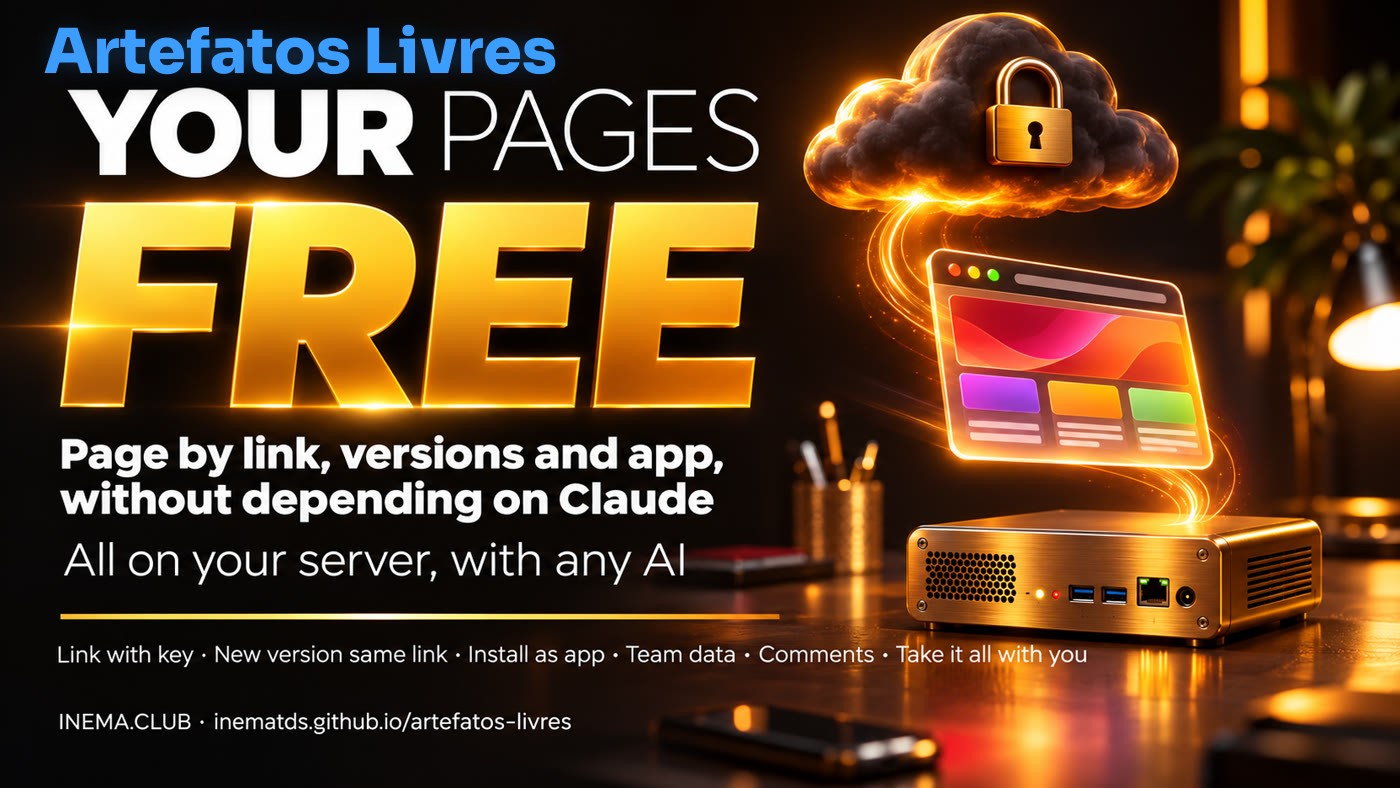 Artefatos Livres
YOUR PAGES
FREE
Page by link, versions and app,
without depending on Claude
All on your server, with any AI
Link with key · New version same link · Install as app · Team data · Comments · Take it all with you
INEMA.CLUB · inematds.github.io/artefatos-livres